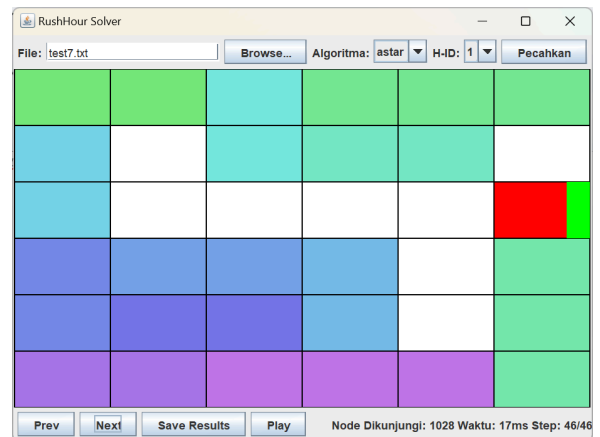 RushHour Solver
File: test7.txt Browse... Algoritma: astar H-ID: 1 Pecahkan
Prev Next Save Results Play Node Dikunjungi: 1028 Waktu: 17ms Step: 46/46